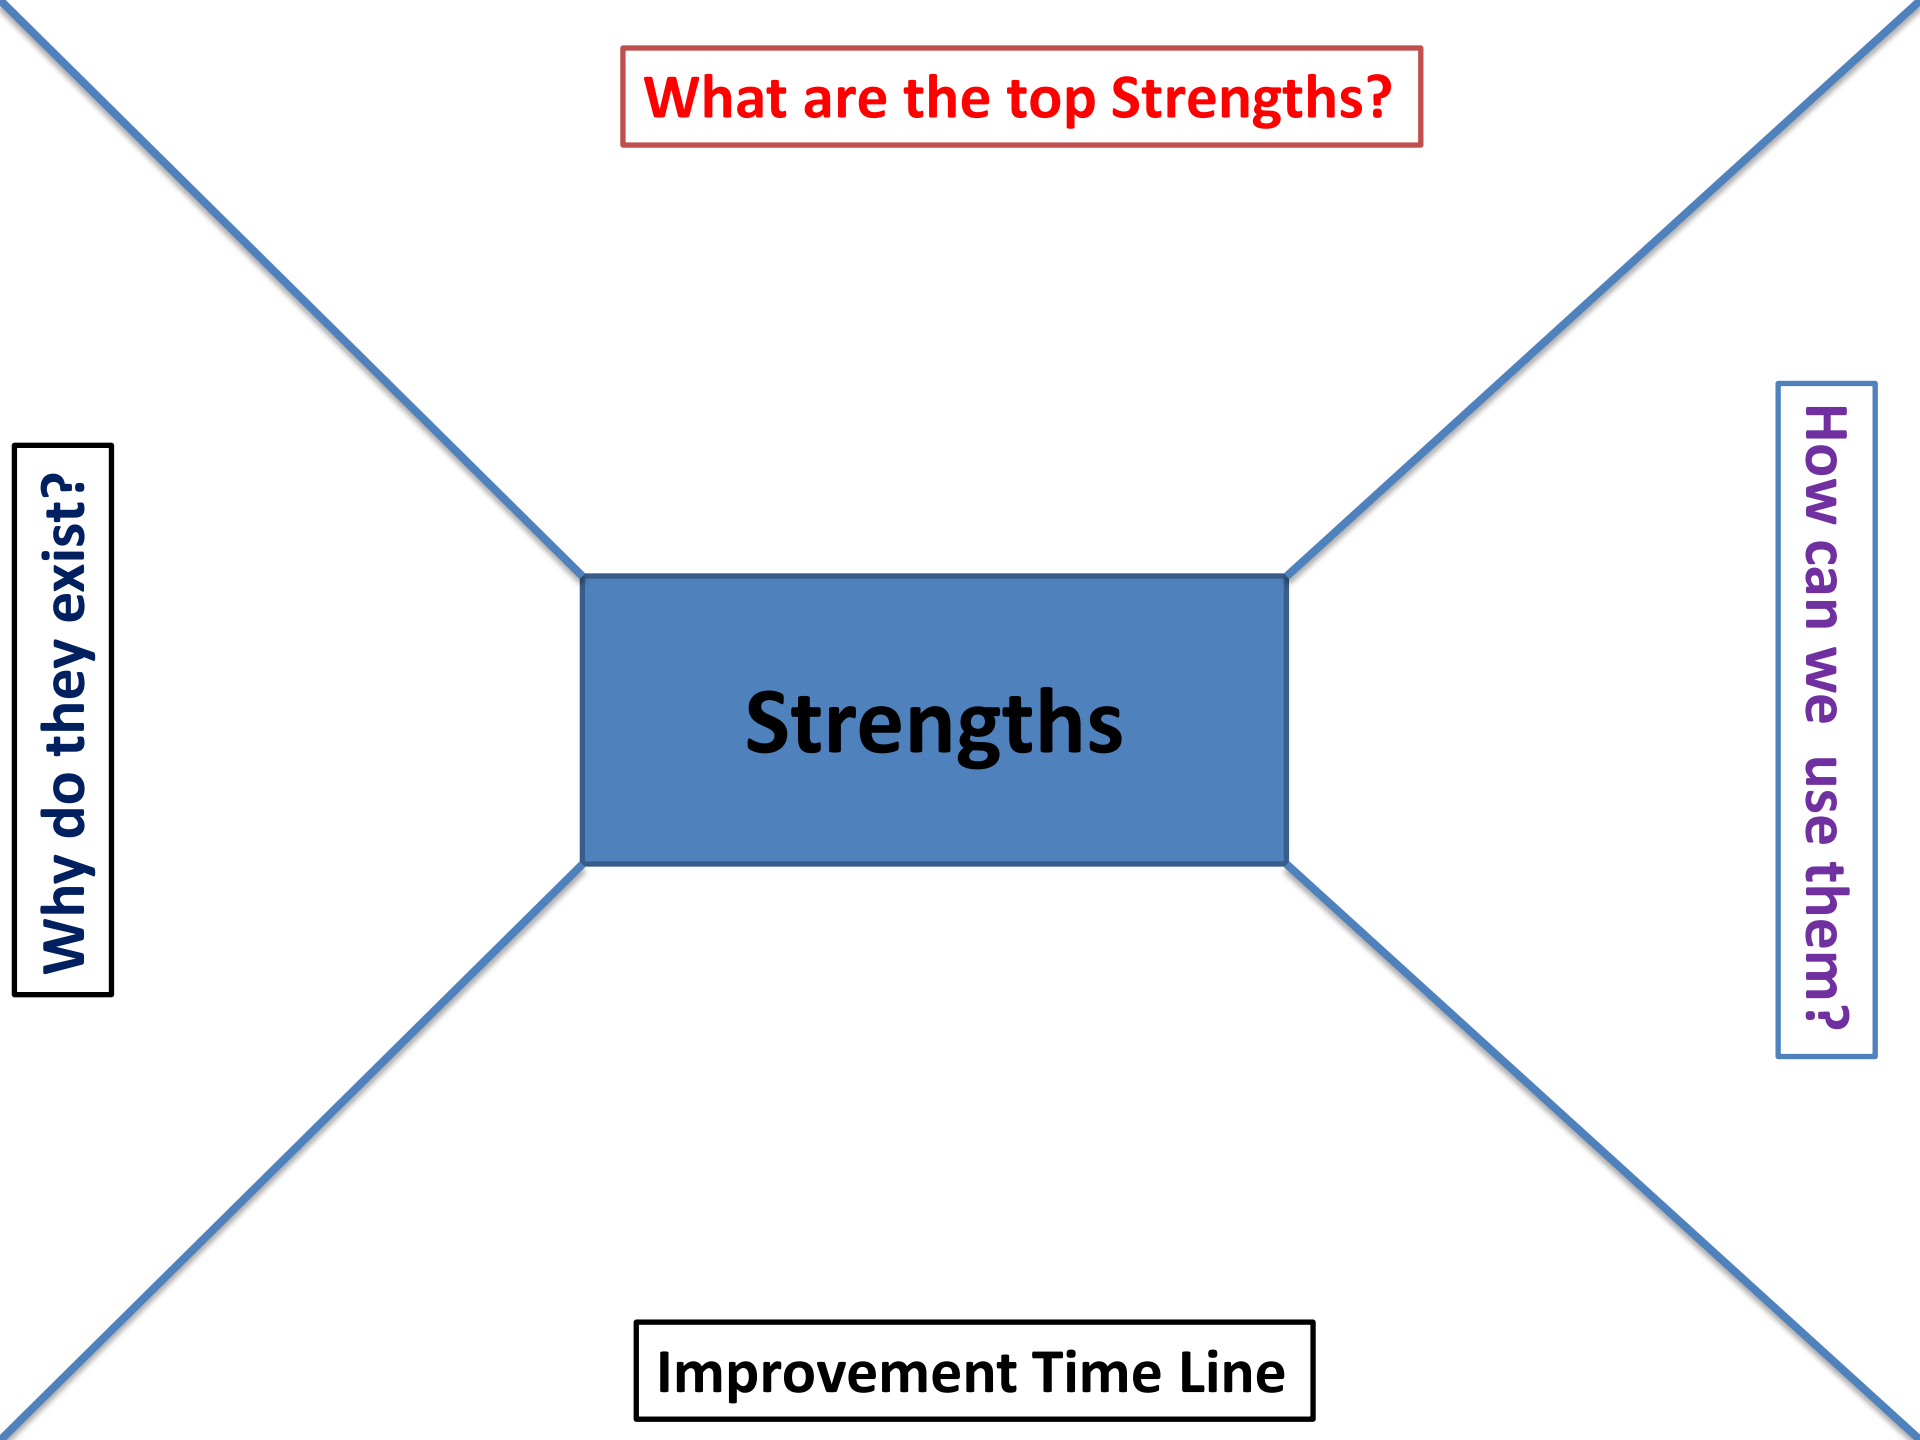 What are the top Strengths?
Why do they exist?
Strengths
How can we  use them?
Improvement Time Line